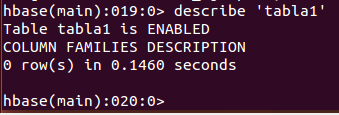 hbase(main):019:0> describe 'tabla1'
Table tabla1 is ENABLED
COLUMN FAMILIES DESCRIPTION
0 row(s) in 0.1460 seconds
hbase(main):020:0>